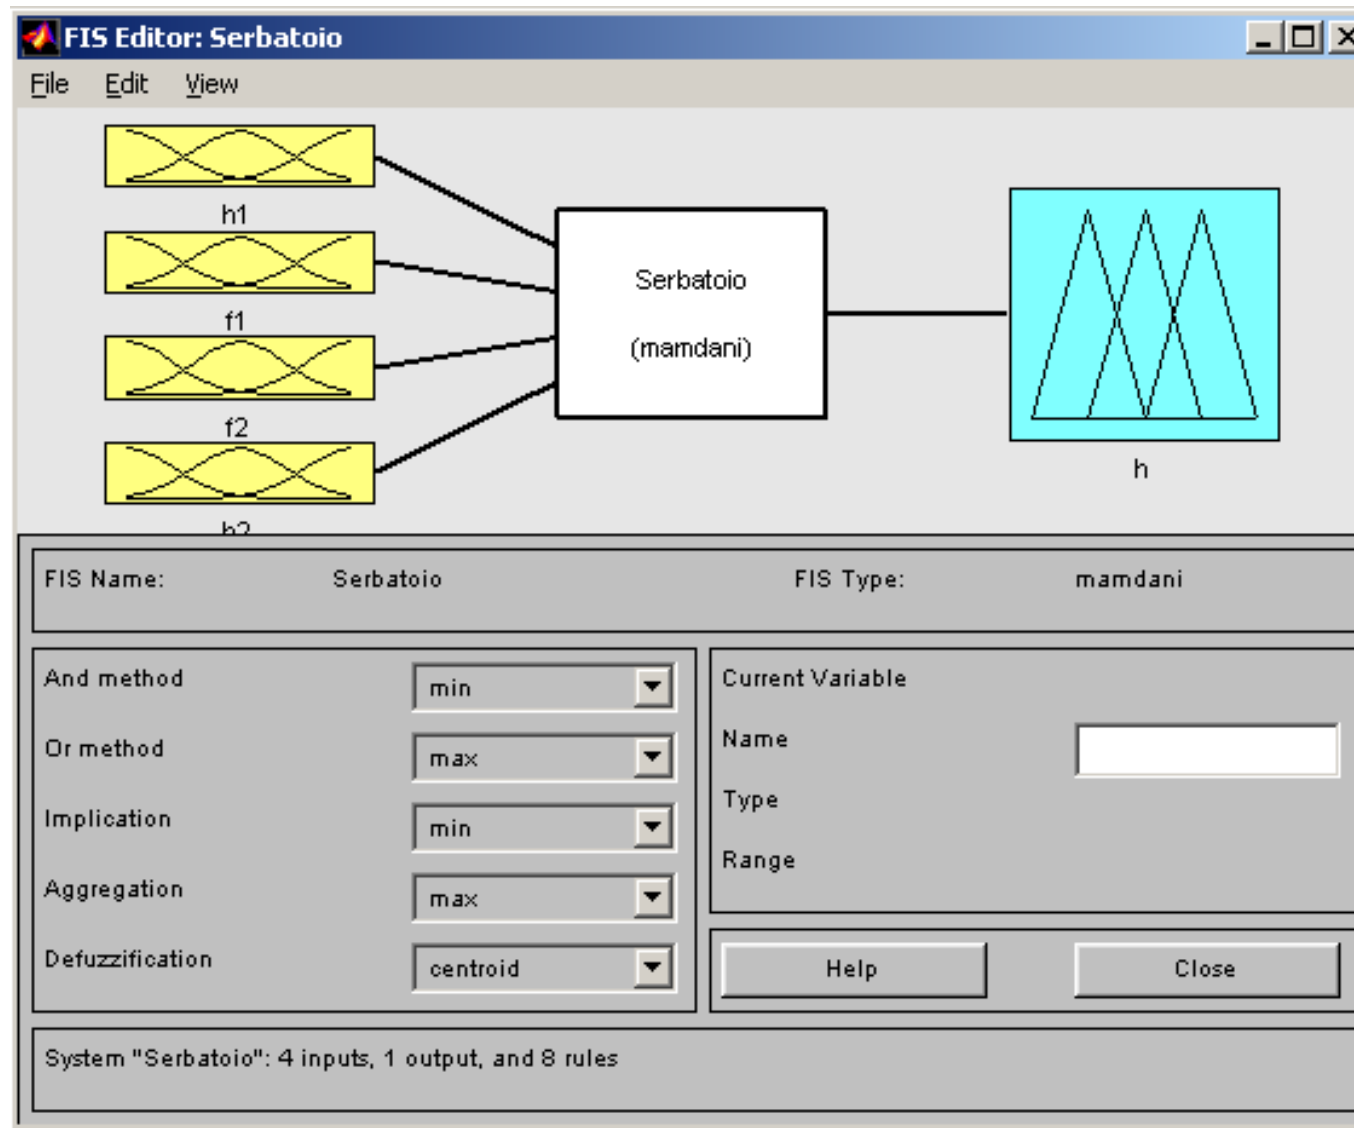 FIS Editor: Serbatoio
File Edit View
h1
f1
f2
h2
Serbatoio
(mamdani)
h
FIS Name: Serbatoio FIS Type: mamdani
And method min
Or method max
Implication min
Aggregation max
Defuzzification centroid
Current Variable
Name
Type
Range
Help Close
System "Serbatoio": 4 inputs, 1 output, and 8 rules